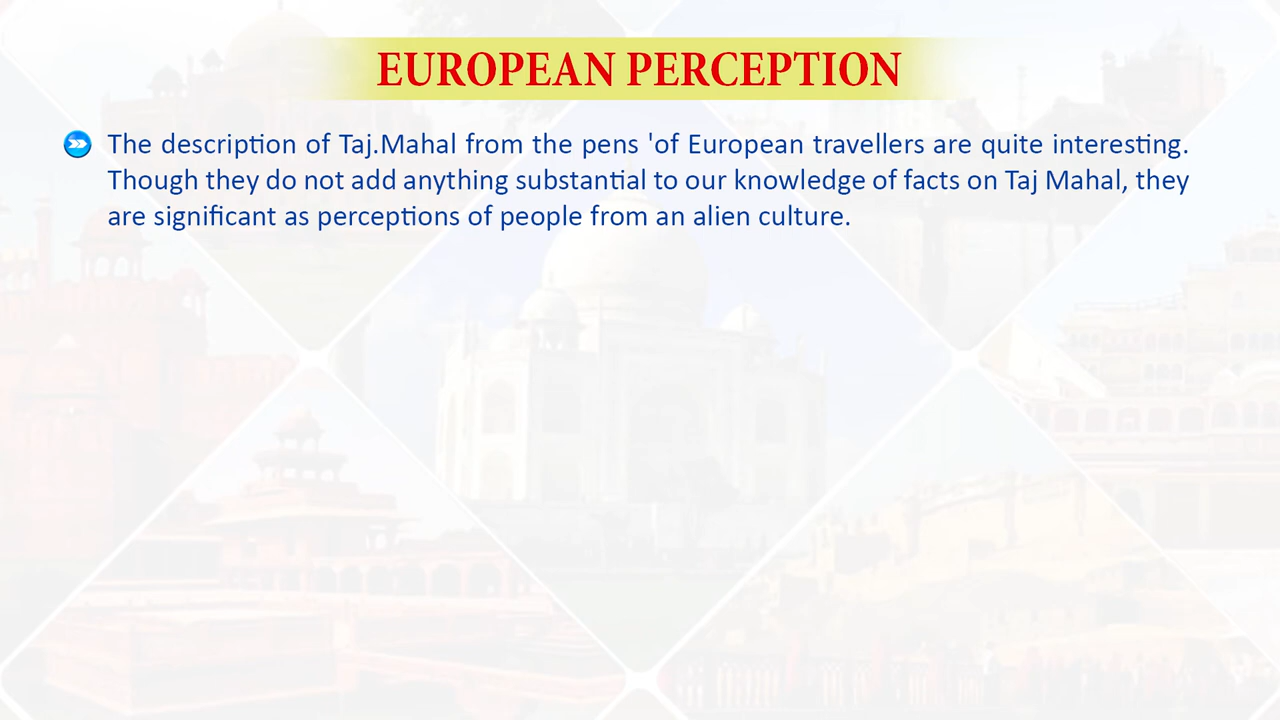 EUROPEAN PERCEPTION
The description of Taj.Mahal from the pens 'of European travellers are quite interesting.
Though they do not add anything substantial to our knowledge of facts on Taj Mahal, they
are significant as perceptions of people from an alien culture.